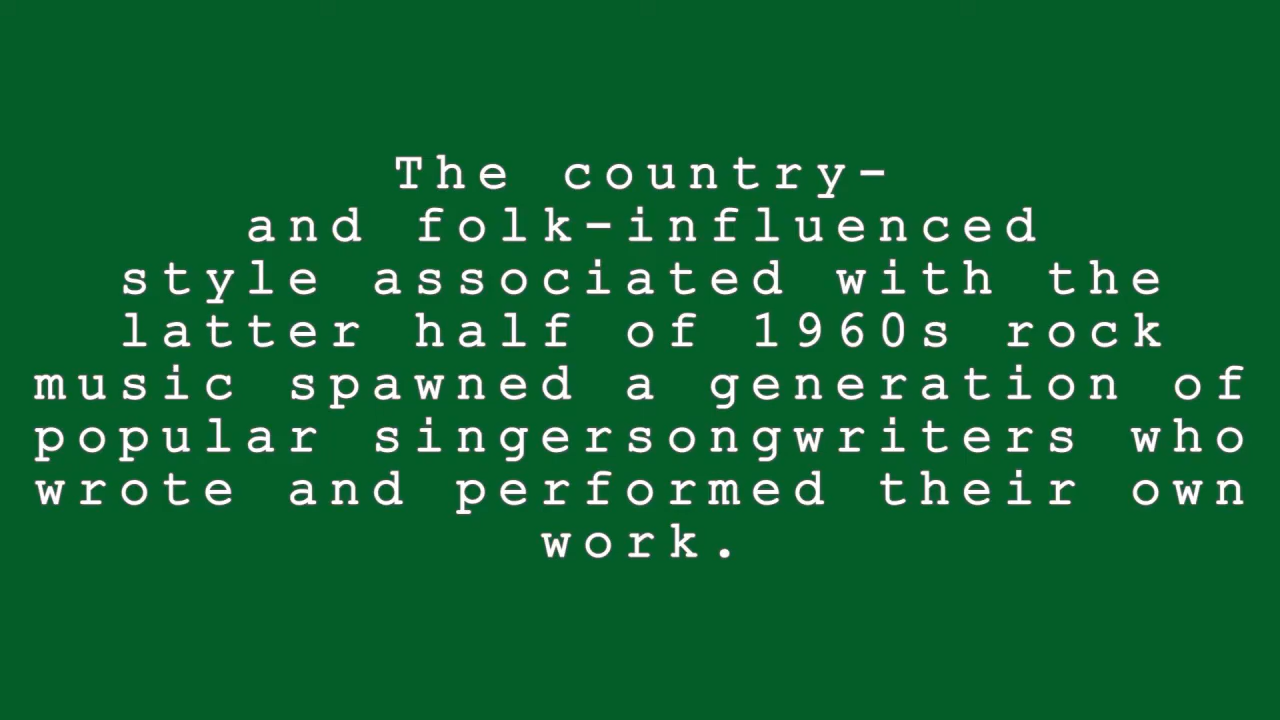 The country-
and folk-influenced
style associated with the
latter half of 1960s rock
music spawned a generation of
popular singersongwriters who
wrote and performed their own
work.